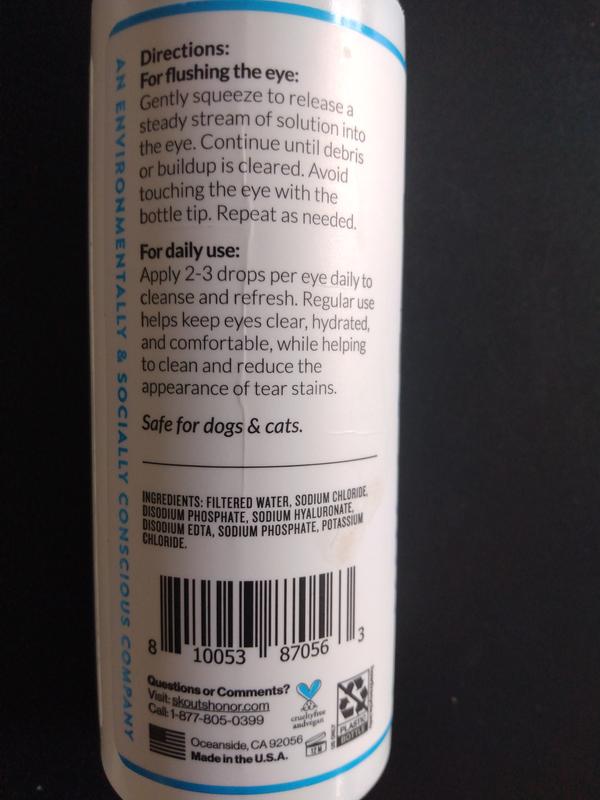 AN ENVIRONMENTALLY & SOCIALLY CONSCIOUS COMPANY
Directions:
For flushing the eye:
Gently squeeze to release a
steady stream of solution into
the eye. Continue until debris
or buildup is cleared. Avoid
touching the eye with the
bottle tip. Repeat as needed.
For daily use:
Apply 2-3 drops per eye daily to
cleanse and refresh. Regular use
helps keep eyes clear, hydrated,
and comfortable, while helping
to clean and reduce the
appearance of tear stains.
Safe for dogs & cats.
INGREDIENTS: FILTERED WATER, SODIUM CHLORIDE,
DISODIUM PHOSPHATE, SODIUM HYALURONATE,
DISODIUM EDTA, SODIUM PHOSPHATE, POTASSIUM
CHLORIDE.
8 10053 87056 3
Questions or Comments?
Visit: skoutshonor.com
Call: 1-877-805-0399
crueltyfree
andvegan
PLASTIC
BOTTLE
Oceanside, CA 92056
Made in the U.S.A.
12 M